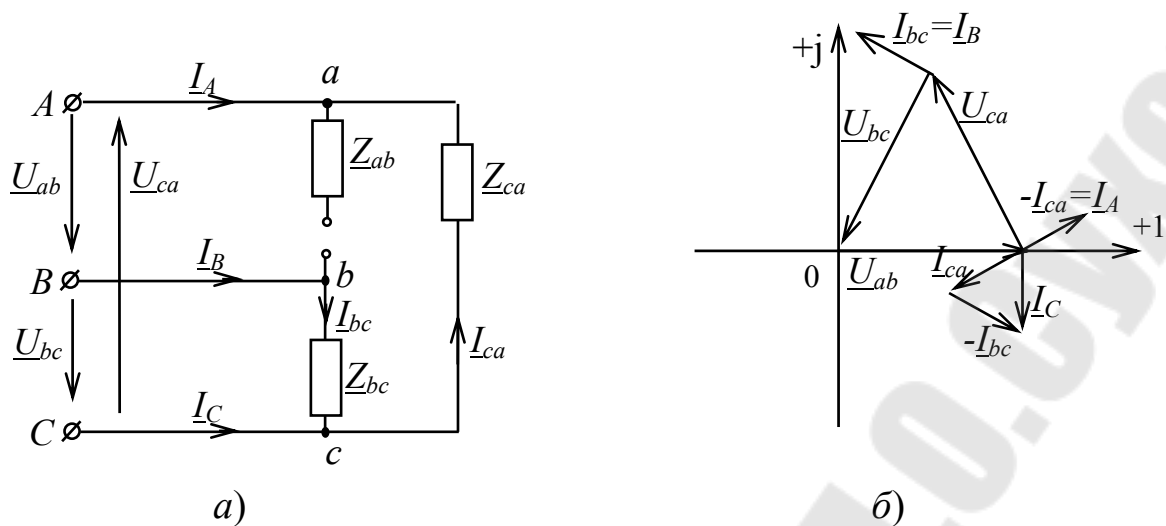 I_A
a
A
Z_ab
Z_ca
U_ab
U_ca
I_B
B
b
I_bc
I_ca
U_bc
Z_bc
I_C
C
c
а)
I_bc=I_B
+j
U_ca
U_bc
-I_ca=I_A
+1
0
U_ab
I_ca
I_C
-I_bc
б)